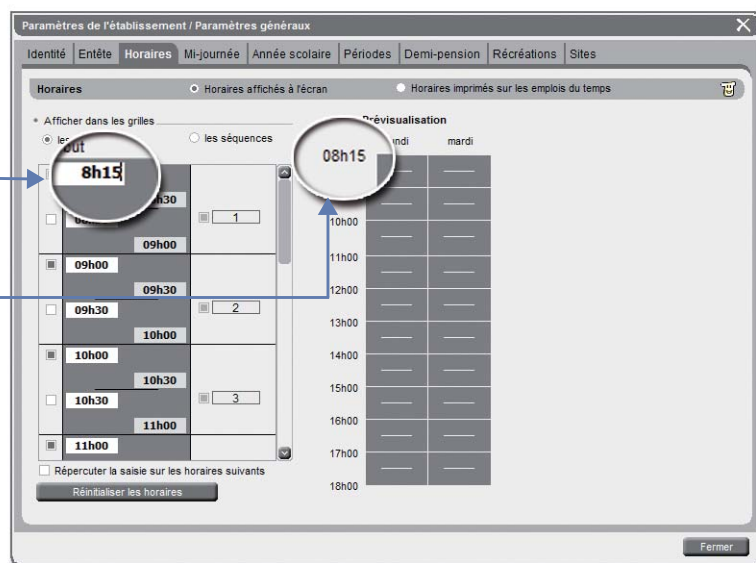 Paramètres de l'établissement / Paramètres généraux
Identité Entête Horaires Mi-journée Année scolaire Périodes Demi-pension Récréations Sites
Horaires Horaires affichés à l'écran Horaires imprimés sur les emplois du temps
Afficher dans les grilles
les séquences
Prévisualisation
mardi
8h15
08h15
1
09h00
09h00
09h30
09h30
2
10h00
10h00
10h30
10h30
3
11h00
11h00
10h00
11h00
12h00
13h00
14h00
15h00
16h00
17h00
18h00
Répercuter la saisie sur les horaires suivants
Réinitialiser les horaires
Fermer